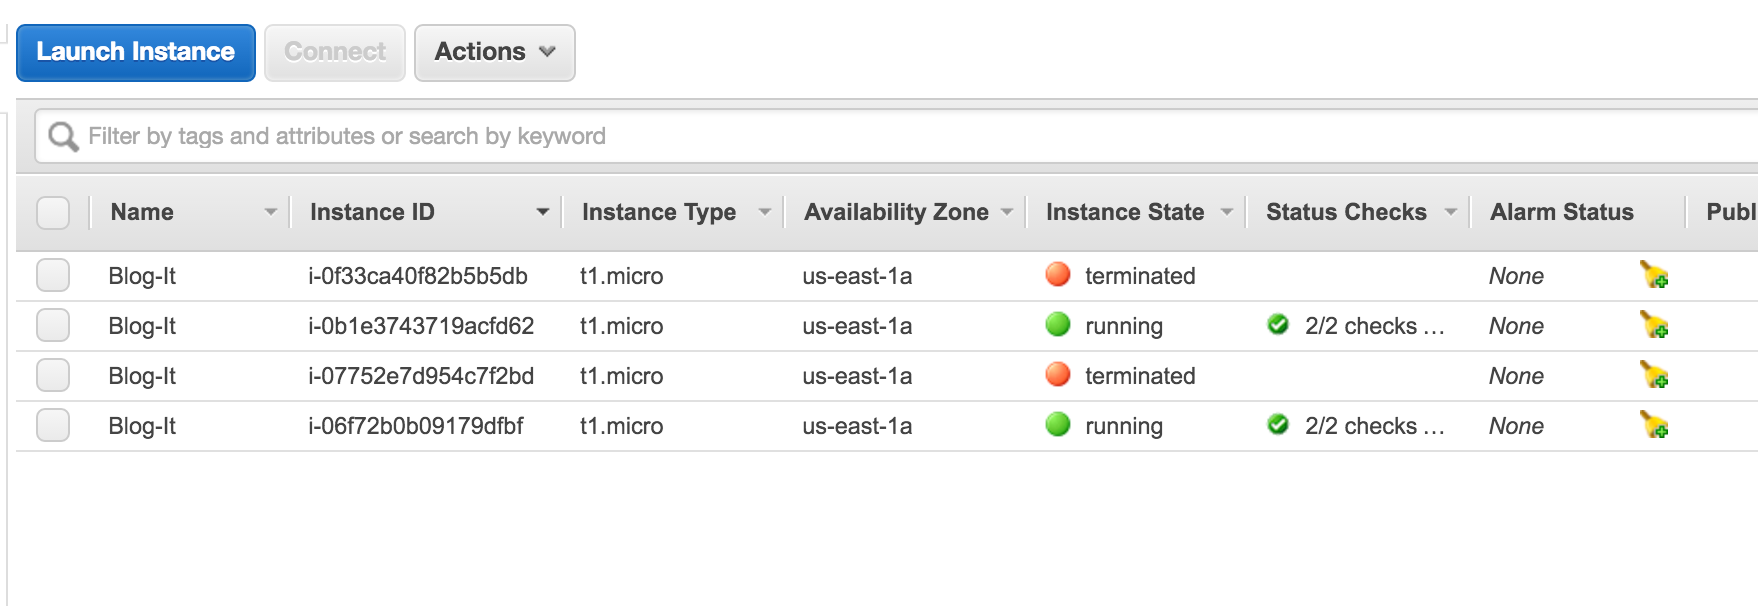 Launch Instance Connect Actions
Filter by tags and attributes or search by keyword
Name Instance ID Instance Type Availability Zone Instance State Status Checks Alarm Status Publ
Blog-It i-0f33ca40f82b5b5db t1.micro us-east-1a terminated None
Blog-It i-0b1e3743719acfd62 t1.micro us-east-1a running 2/2 checks ... None
Blog-It i-07752e7d954c7f2bd t1.micro us-east-1a terminated None
Blog-It i-06f72b0b09179dfbf t1.micro us-east-1a running 2/2 checks ... None